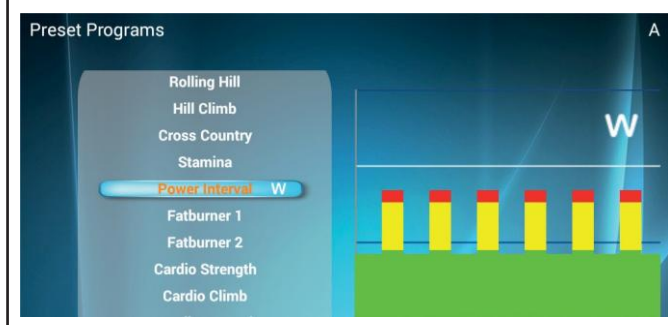 Preset Programs
A
Rolling Hill
Hill Climb
Cross Country
Stamina
Power Interval W
Fatburner 1
Fatburner 2
Cardio Strength
Cardio Climb
W